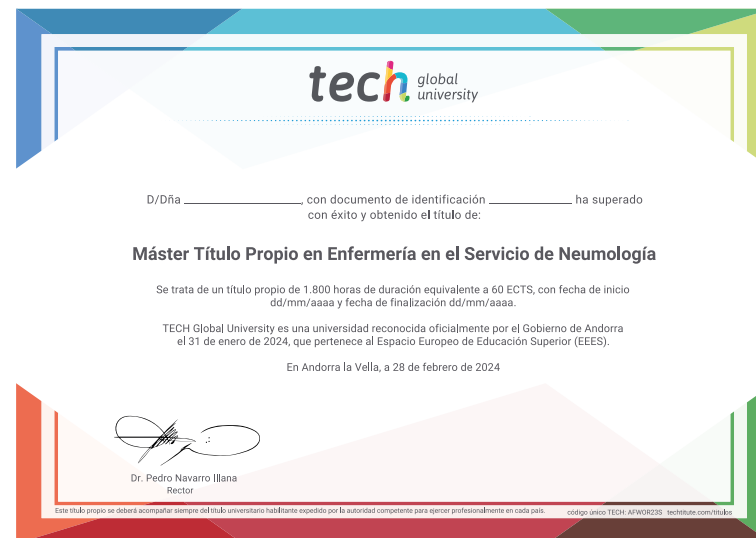 tech global
university
D/Dña ____________, con documento de identificación ____________ ha superado
con éxito y obtenido el título de:
Máster Título Propio en Enfermería en el Servicio de Neumología
Se trata de un título propio de 1.800 horas de duración equivalente a 60 ECTS, con fecha de inicio
dd/mm/aaaa y fecha de finalización dd/mm/aaaa.
TECH Global University es una universidad reconocida oficialmente por el Gobierno de Andorra
el 31 de enero de 2024, que pertenece al Espacio Europeo de Educación Superior (EEES).
En Andorra la Vella, a 28 de febrero de 2024
Dr. Pedro Navarro Illana
Rector
Este título propio se deberá acompañar siempre del título universitario habilitante expedido por la autoridad competente para ejercer profesionalmente en cada país. código único TECH: AFWOR23S techtitute.com/titulos